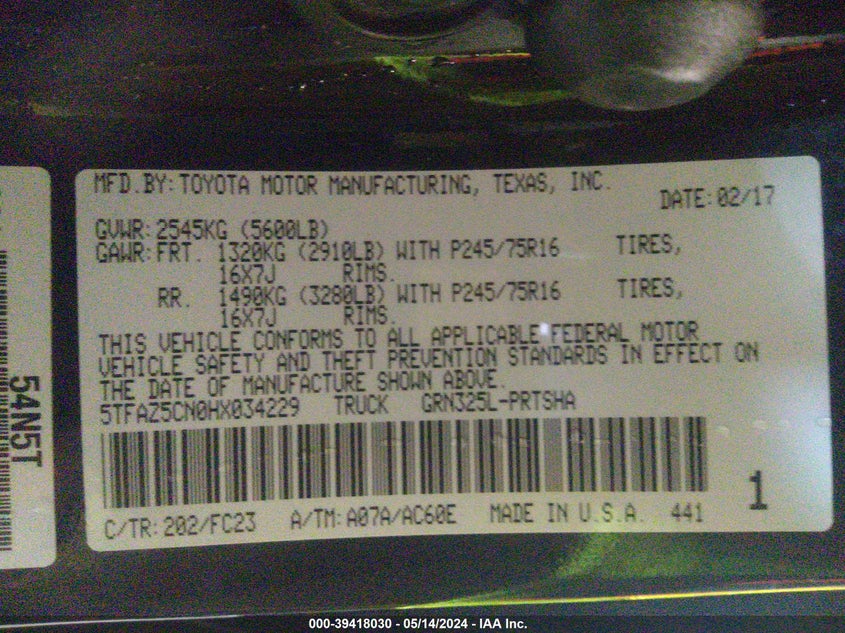 MFD.BY: TOYOTA MOTOR MANUFACTURING, TEXAS, INC.
DATE: 02/17
GVWR: 2545KG (5600LB)
GAWR: FRT. 1320KG (2910LB) WITH P245/75R16 TIRES,
16X7J RIMS.
RR. 1490KG (3280LB) WITH P245/75R16 TIRES,
16X7J RIMS.
THIS VEHICLE CONFORMS TO ALL APPLICABLE FEDERAL MOTOR
VEHICLE SAFETY AND THEFT PREVENTION STANDARDS IN EFFECT ON
THE DATE OF MANUFACTURE SHOWN ABOVE.
5TFAZ5CN0HX034229 TRUCK GRN325L-PRTSHA
1
C/TR: 202/FC23 A/TM: A07A/AC60E MADE IN U.S.A. 441
54N5T
000-39418030 - 05/14/2024 - IAA Inc.